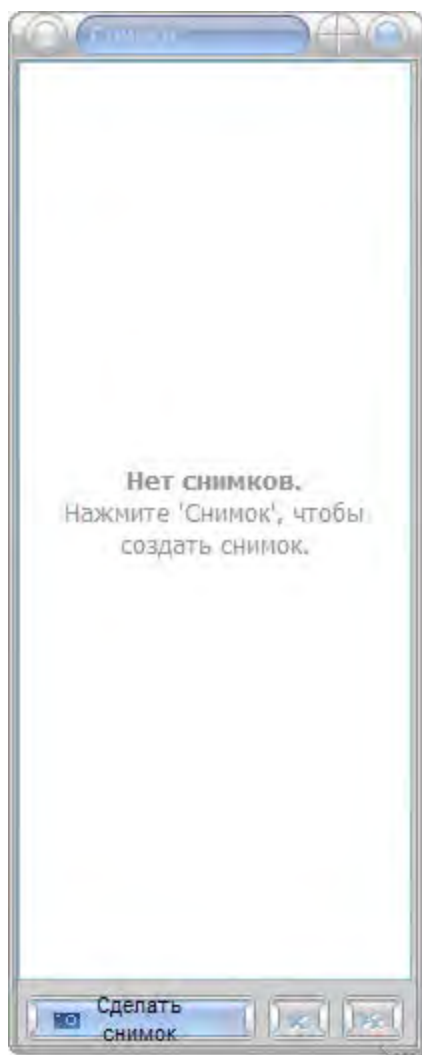 Нет снимков.
Нажмите 'Снимок', чтобы
создать снимок.
Сделать
снимок